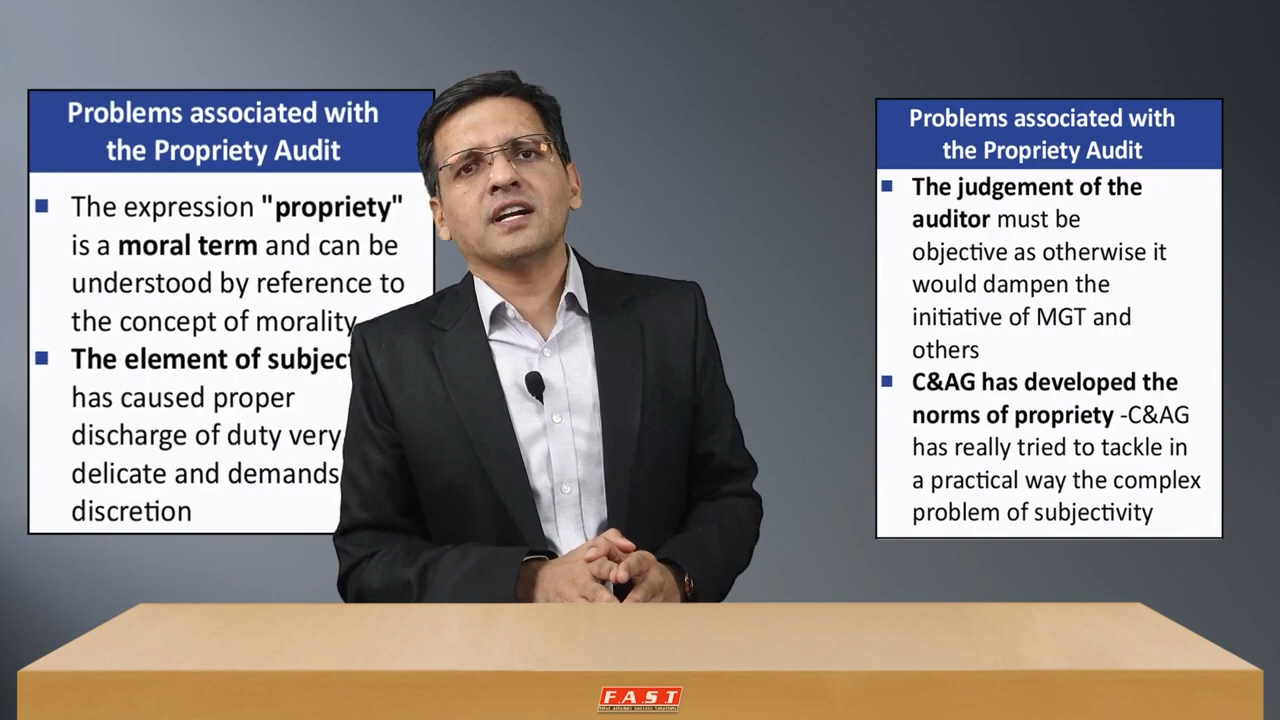 Problems associated with
the Propriety Audit
The expression "propriety"
is a moral term and can be
understood by reference to
the concept of morality
The element of
has caused proper
discharge of duty very
delicate and demands
discretion
Problems associated with
the Propriety Audit
The judgement of the
auditor must be
objective as otherwise it
would dampen the
initiative of MGT and
others
C&AG has developed the
norms of propriety -C&AG
has really tried to tackle in
a practical way the complex
problem of subjectivity
F.A.S.T